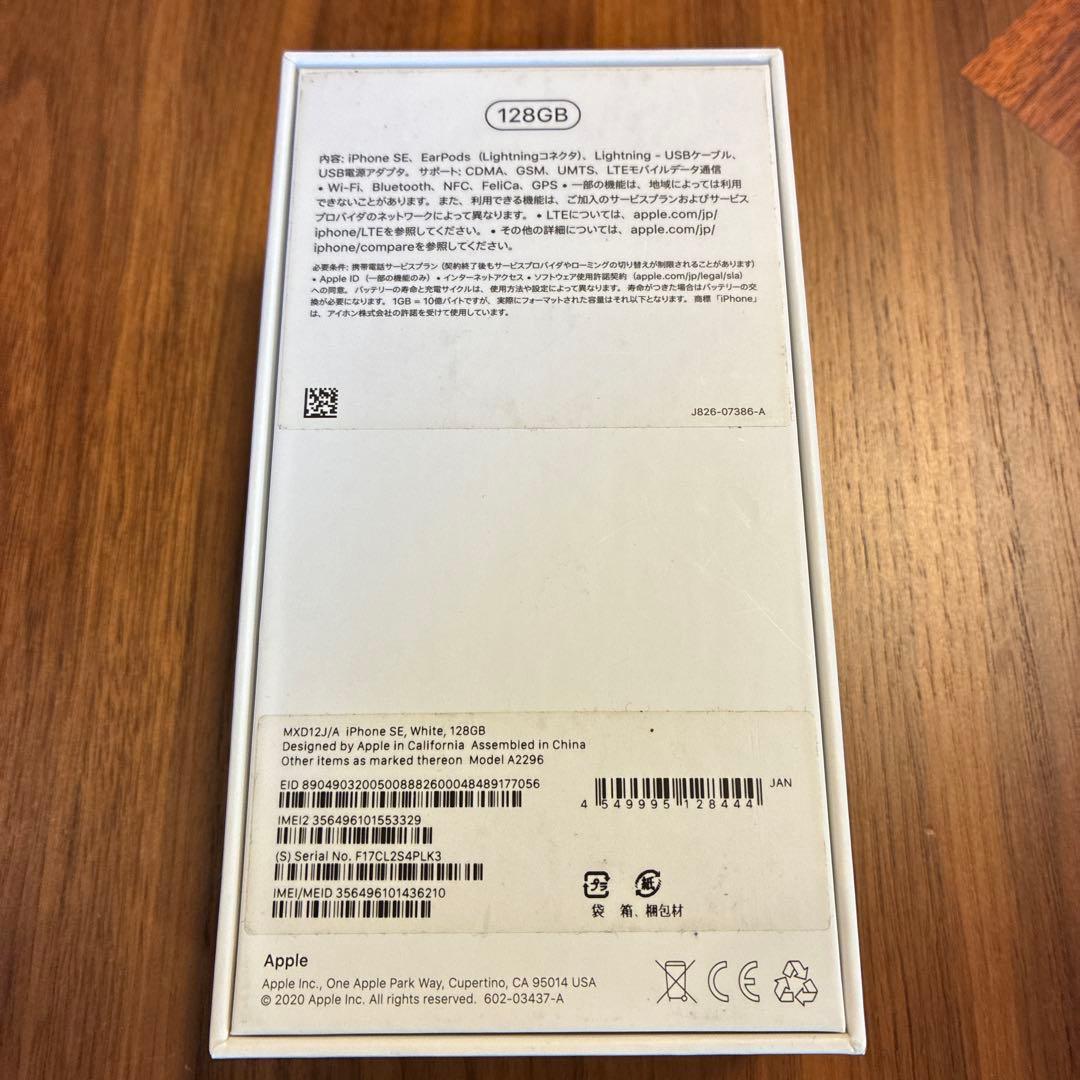 128GB
内容: iPhone SE、EarPods（Lightningコネクタ）、Lightning - USBケーブル、
USB電源アダプタ。 サポート: CDMA、GSM、UMTS、LTEモバイルデータ通信
• Wi-Fi、Bluetooth、NFC、FeliCa、GPS • 一部の機能は、地域によっては利用
できないことがあります。また、利用できる機能は、ご加入のサービスプランおよびサービス
プロバイダのネットワークによって異なります。 • LTEについては、apple.com/jp/
iphone/LTEを参照してください。 • その他の詳細については、apple.com/jp/
iphone/compareを参照してください。
必要条件: 携帯電話サービスプラン（契約終了後もサービスプロバイダやローミングの切り替えが制限されることがあります）
• Apple ID（一部の機能のみ）• インターネットアクセス • ソフトウェア使用許諾契約（apple.com/jp/legal/sla）
への同意。バッテリーの寿命と充電サイクルは、使用方法や設定によって異なります。寿命がつきた場合はバッテリーの交
換が必要になります。1GB = 10億バイトですが、実際にフォーマットされた容量はそれ以下となります。商標「iPhone」
は、アイホン株式会社の許諾を受けて使用しています。
J826-07386-A
MXD12J/A iPhone SE, White, 128GB
Designed by Apple in California Assembled in China
Other items as marked thereon Model A2296
EID 89049032005008882600048489177056
JAN
4 549995 128444
IMEI2 356496101553329
(S) Serial No. F17CL2S4PLK3
IMEI/MEID 356496101436210
プラ 紙
袋 箱、梱包材
Apple
Apple Inc., One Apple Park Way, Cupertino, CA 95014 USA
© 2020 Apple Inc. All rights reserved. 602-03437-A
CE